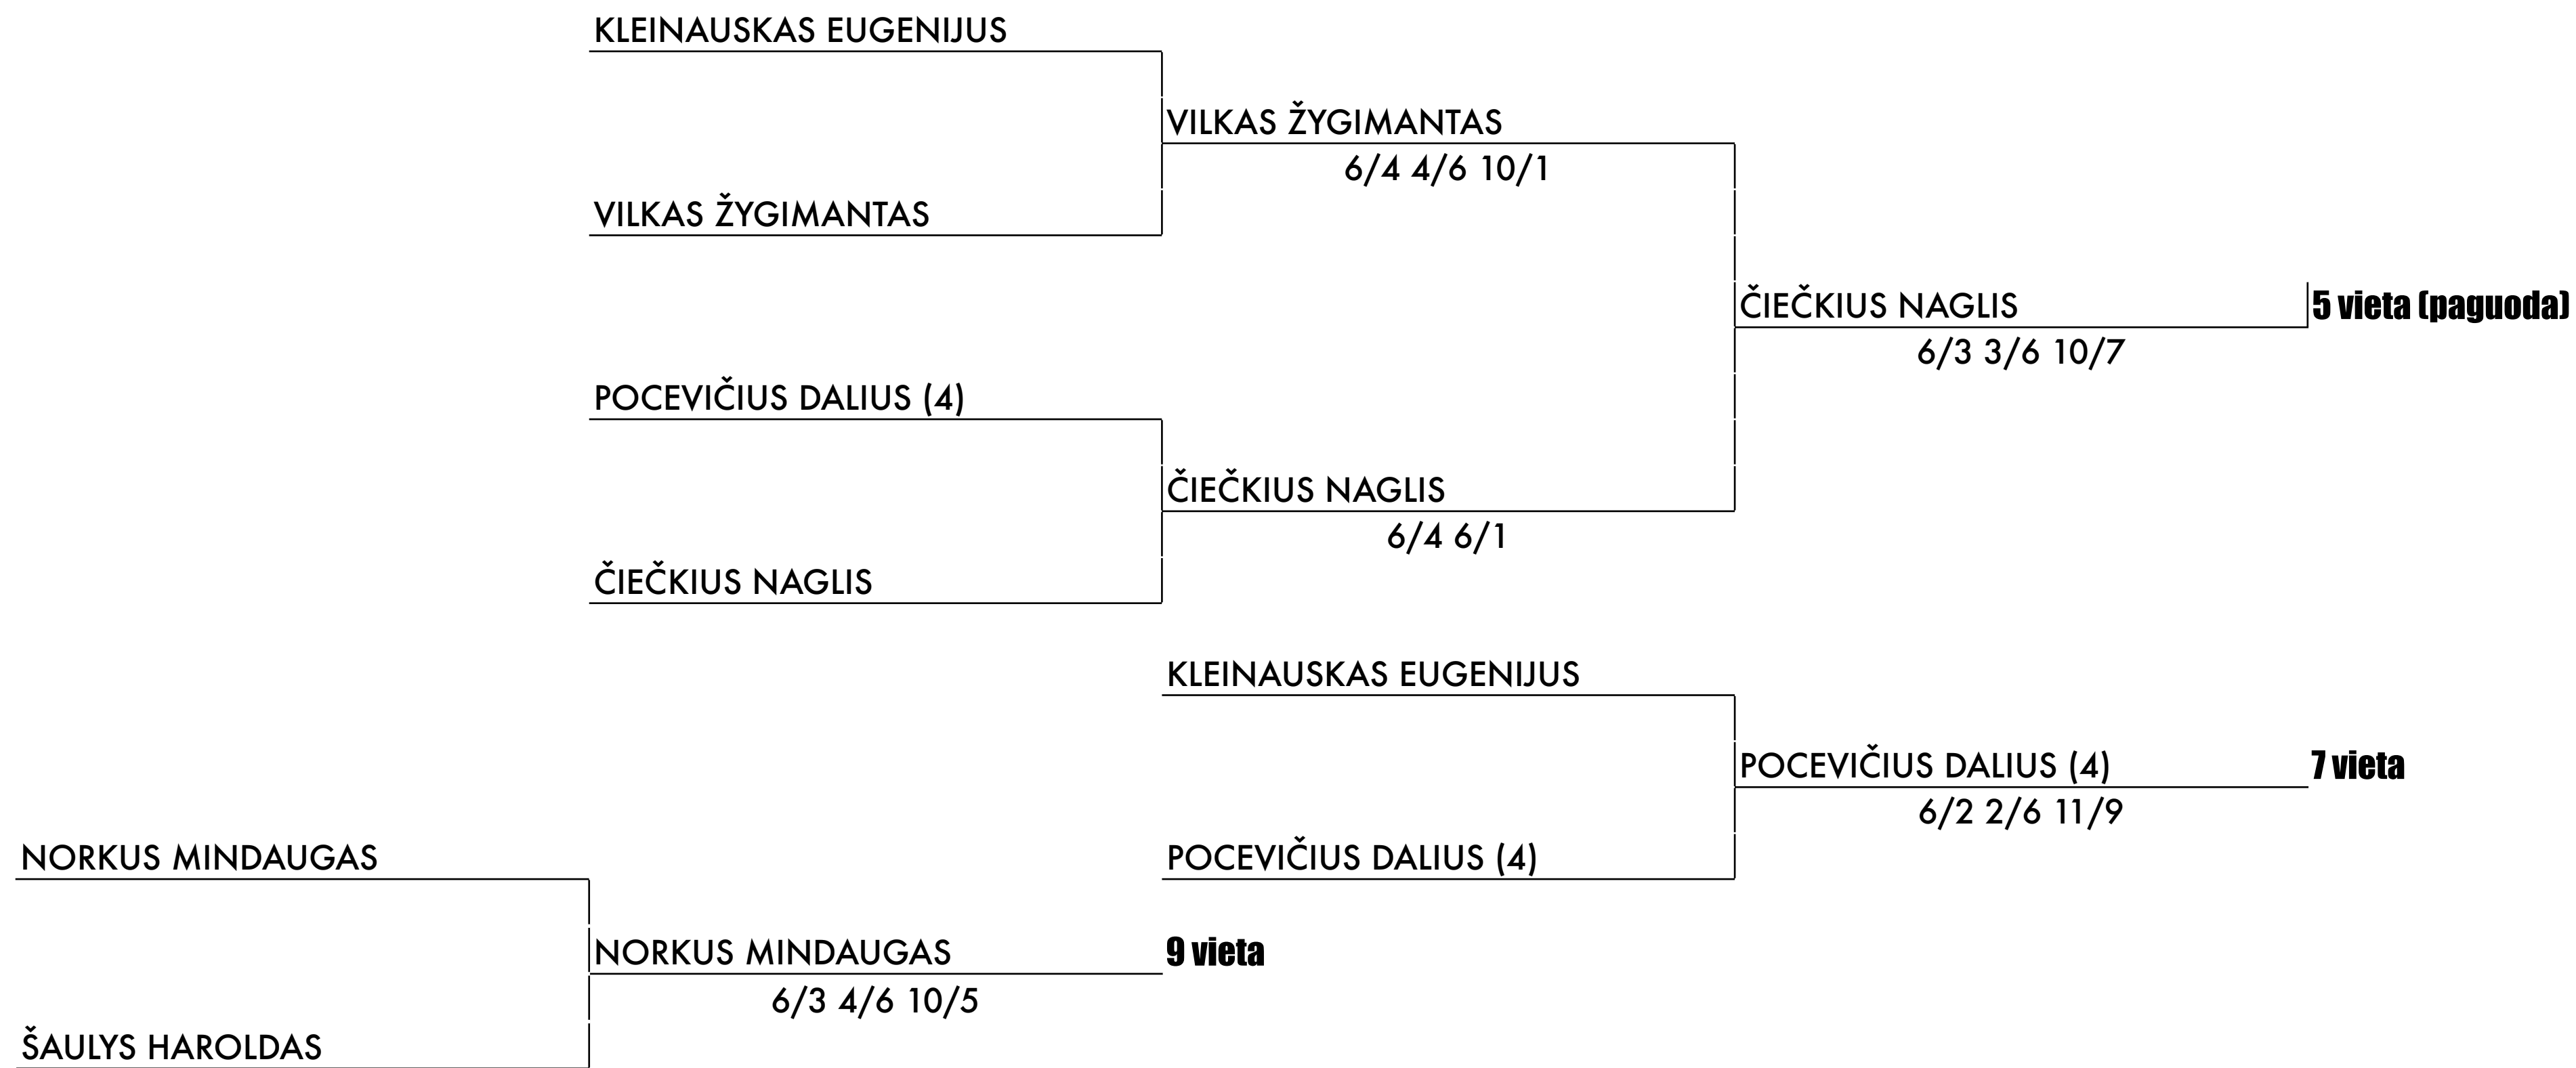 KLEINAUSKAS EUGENIJUS
VILKAS ŽYGIMANTAS
6/4 4/6 10/1
VILKAS ŽYGIMANTAS
ČIEČKIUS NAGLIS 5 vieta (paguoda)
6/3 3/6 10/7
POCEVIČIUS DALIUS (4)
ČIEČKIUS NAGLIS
6/4 6/1
ČIEČKIUS NAGLIS
KLEINAUSKAS EUGENIJUS
POCEVIČIUS DALIUS (4) 7 vieta
6/2 2/6 11/9
NORKUS MINDAUGAS POCEVIČIUS DALIUS (4)
NORKUS MINDAUGAS 9 vieta
6/3 4/6 10/5
ŠAULYS HAROLDAS